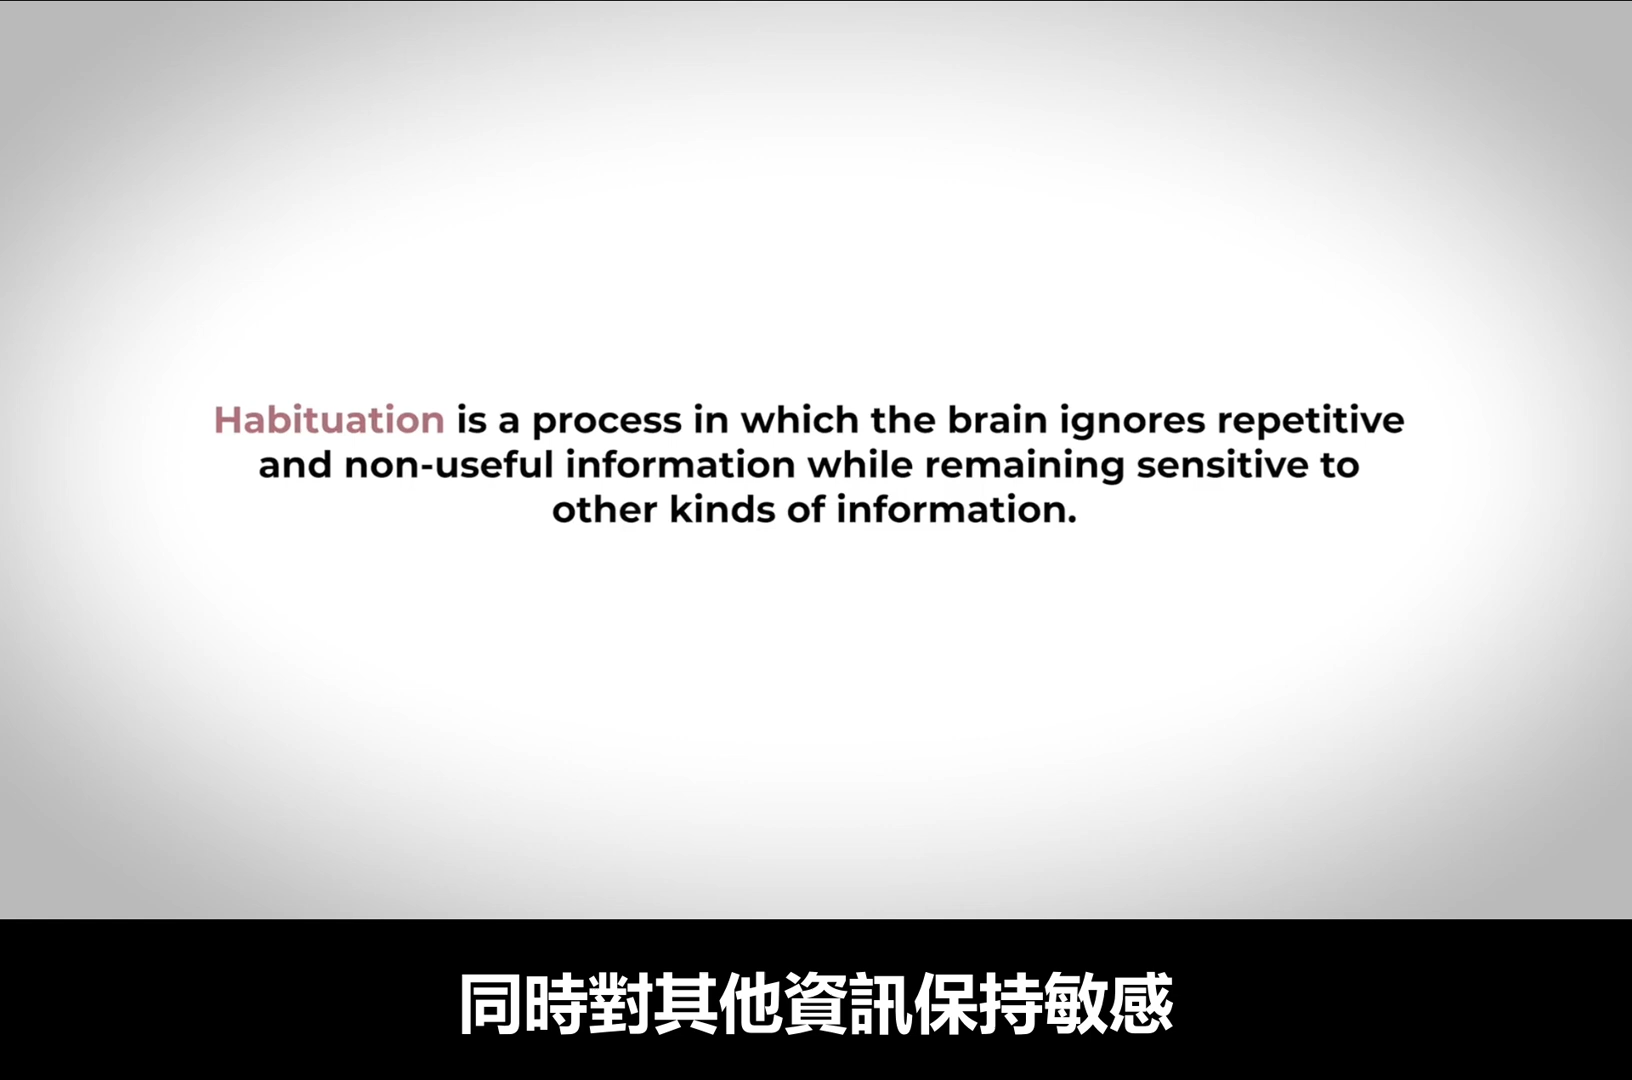 Habituation is a process in which the brain ignores repetitive
and non-useful information while remaining sensitive to
other kinds of information.
同時對其他資訊保持敏感